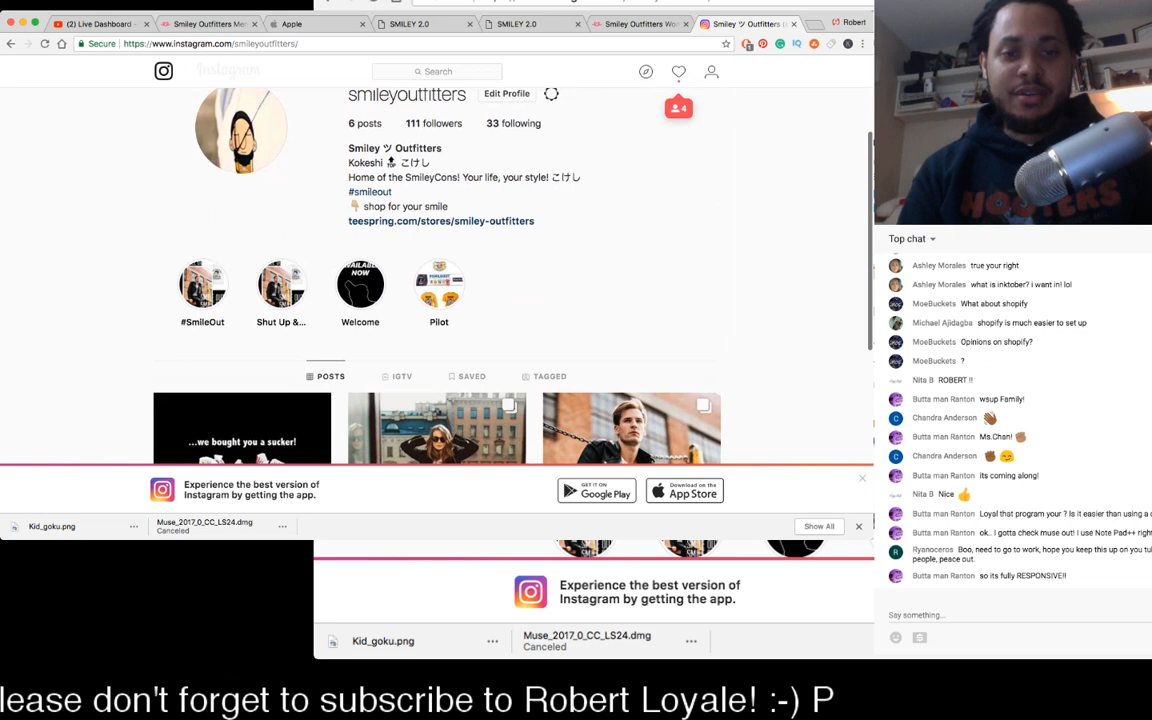 (2) Live Dashboard -
Smiley Outfitters Men
Apple
SMILEY 2.0
SMILEY 2.0
Smiley Outfitters Wo
Smiley ツ Outfitters
Robert
Secure
https://www.instagram.com/smileyoutfitters/
Instagram
Search
smileyoutfitters
Edit Profile
4
6 posts
111 followers
33 following
Smiley ツ Outfitters
Kokeshi こけし
Home of the SmileyCons! Your life, your style! こけし
#smileout
👇🏼 shop for your smile
teespring.com/stores/smiley-outfitters
AVAILABLE
NOW
#SmileOut
Shut Up &...
Welcome
Pilot
POSTS
IGTV
SAVED
TAGGED
...we bought you a sucker!
Experience the best version of
Instagram by getting the app.
GET IT ON
Google Play
Download on the
App Store
Kid_goku.png
Muse_2017_0_CC_LS24.dmg
Canceled
Show All
Experience the best version of
Instagram by getting the app.
Kid_goku.png
Muse_2017_0_CC_LS24.dmg
Canceled
HOOTERS
Top chat
Ashley Morales true your right
Ashley Morales what is inktober? i want in! lol
MoeBuckets What about shopify
Michael Ajidagba shopify is much easier to set up
MoeBuckets Opinions on shopify?
MoeBuckets ?
Nita B ROBERT !!
Butta man Ranton wsup Family!
Chandra Anderson 👏🏾
Butta man Ranton Ms.Chan! ✊🏽
Chandra Anderson ✊🏾 😊
Butta man Ranton its coming along!
Nita B Nice 👍
Butta man Ranton Loyal that program your ? Is it easier than using a c
Butta man Ranton ok.. I gotta check muse out! I use Note Pad++ right
Ryanoceros Boo, need to go to work, hope you keep this up on you tul
people, peace out.
Butta man Ranton so its fully RESPONSIVE!!
Say something...
lease don't forget to subscribe to Robert Loyale! :-) P